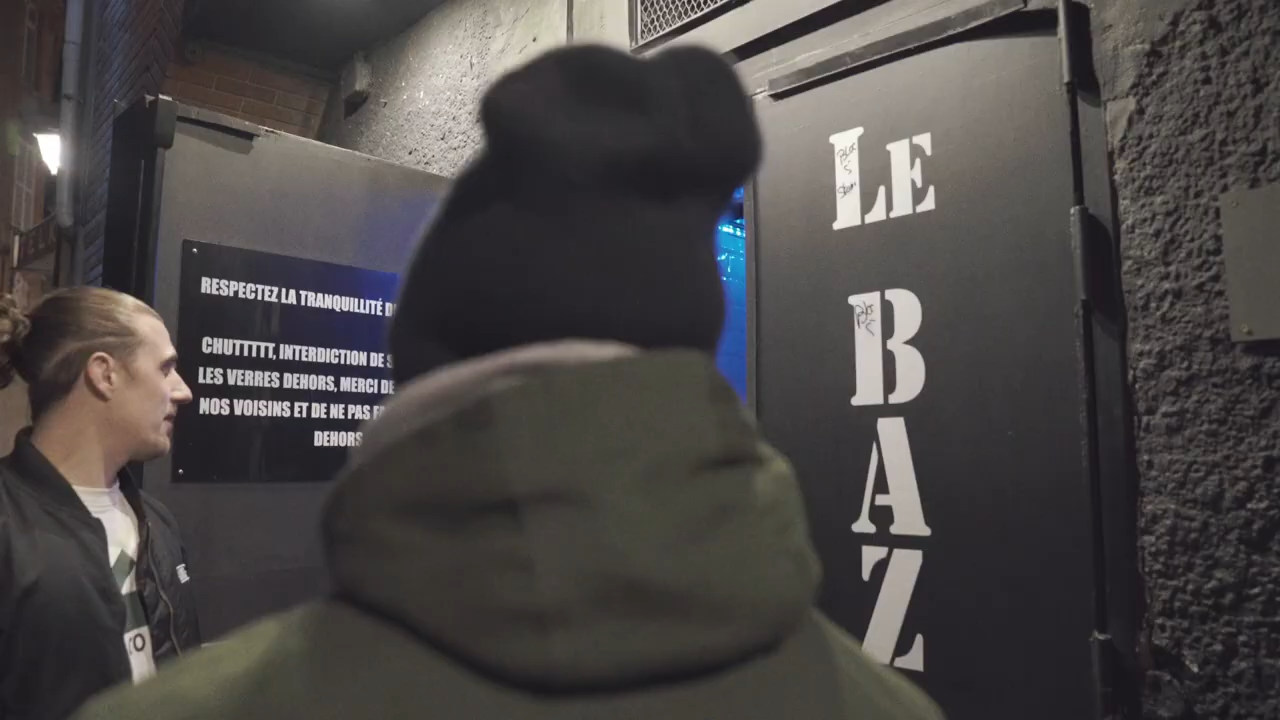 RESPECTEZ LA TRANQUILLITÉ
CHUTTTTT, INTERDICTION DE
LES VERRES DEHORS, MERCI DE
NOS VOISINS ET DE NE PAS
DEHORS
LE
BAZ